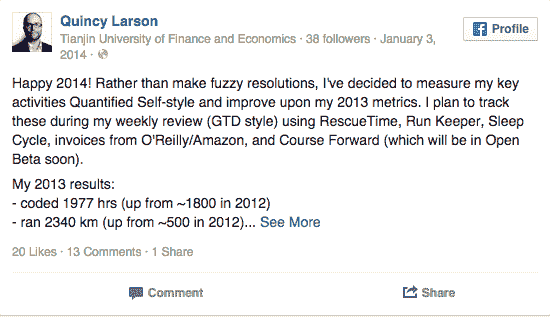 Quincy Larson
Profile
Tianjin University of Finance and Economics · 38 followers · January 3,
2014 ·
Happy 2014! Rather than make fuzzy resolutions, I've decided to measure my key
activities Quantified Self-style and improve upon my 2013 metrics. I plan to track
these during my weekly review (GTD style) using RescueTime, Run Keeper, Sleep
Cycle, invoices from O'Reilly/Amazon, and Course Forward (which will be in Open
Beta soon).
My 2013 results:
- coded 1977 hrs (up from ~1800 in 2012)
- ran 2340 km (up from ~500 in 2012)... See More
20 Likes · 13 Comments · 1 Share
Comment
Share